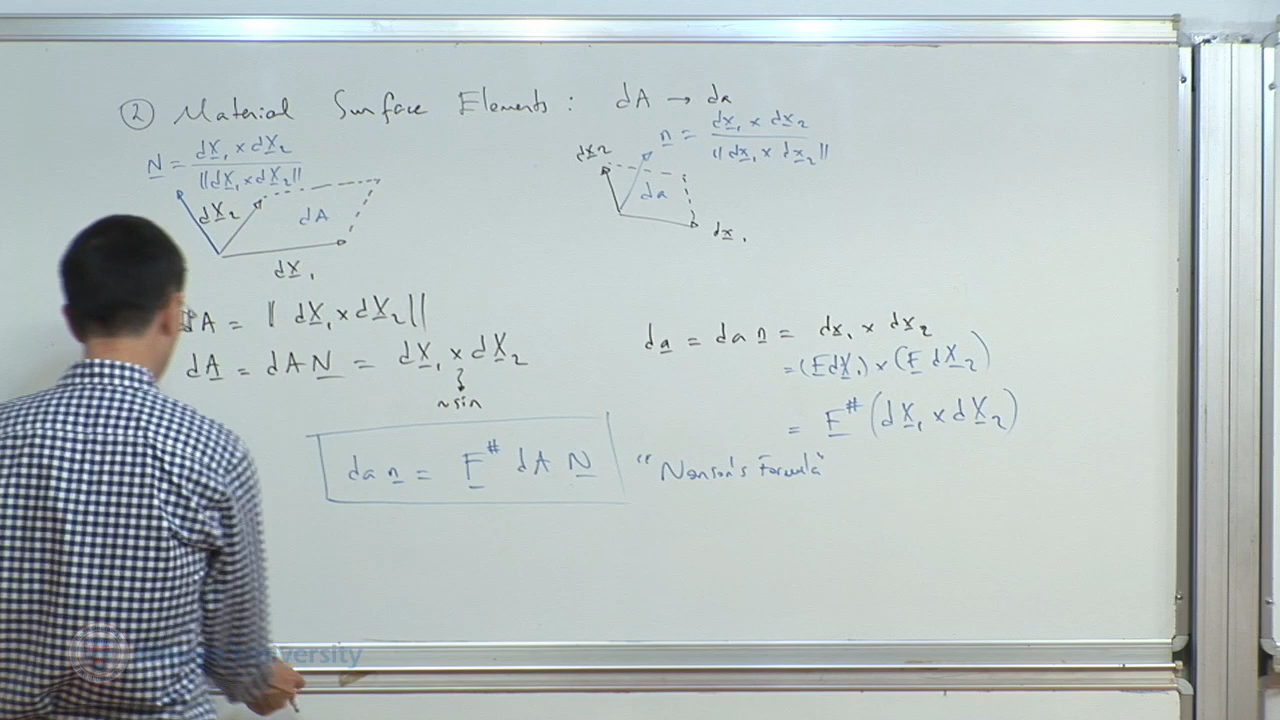 ② Material Surface Elements : dA → da
N = dX₁ × dX₂ / ||dX₁ × dX₂||
dX₂
dA
dX₁
dx₂
n = dx₁ × dx₂ / ||dx₁ × dx₂||
da
dx₁
dA = || dX₁ × dX₂ ||
dA = dA N = dX₁ × dX₂
~ sin
da = da n = dx₁ × dx₂
= (F dX₁) × (F dX₂)
= F^# (dX₁ × dX₂)
da n = F^# dA N "Nanson's Formula"